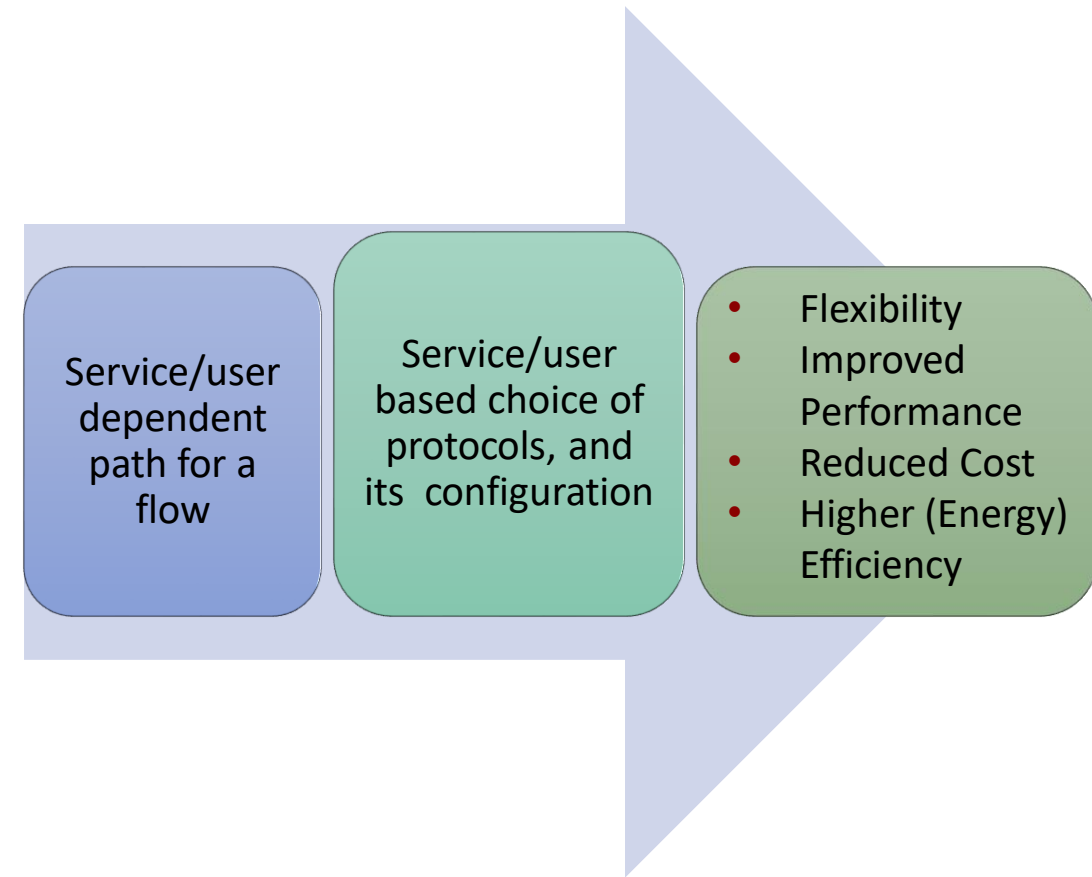 Service/user
dependent
path for a
flow
Service/user
based choice of
protocols, and
its  configuration
• Flexibility
• Improved
Performance
• Reduced Cost
• Higher (Energy)
Efficiency